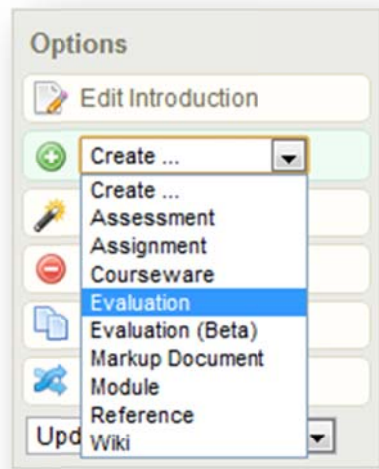 Options
Edit Introduction
Create ...
Create ...
Assessment
Assignment
Courseware
Evaluation
Evaluation (Beta)
Markup Document
Module
Reference
Wiki
Upd